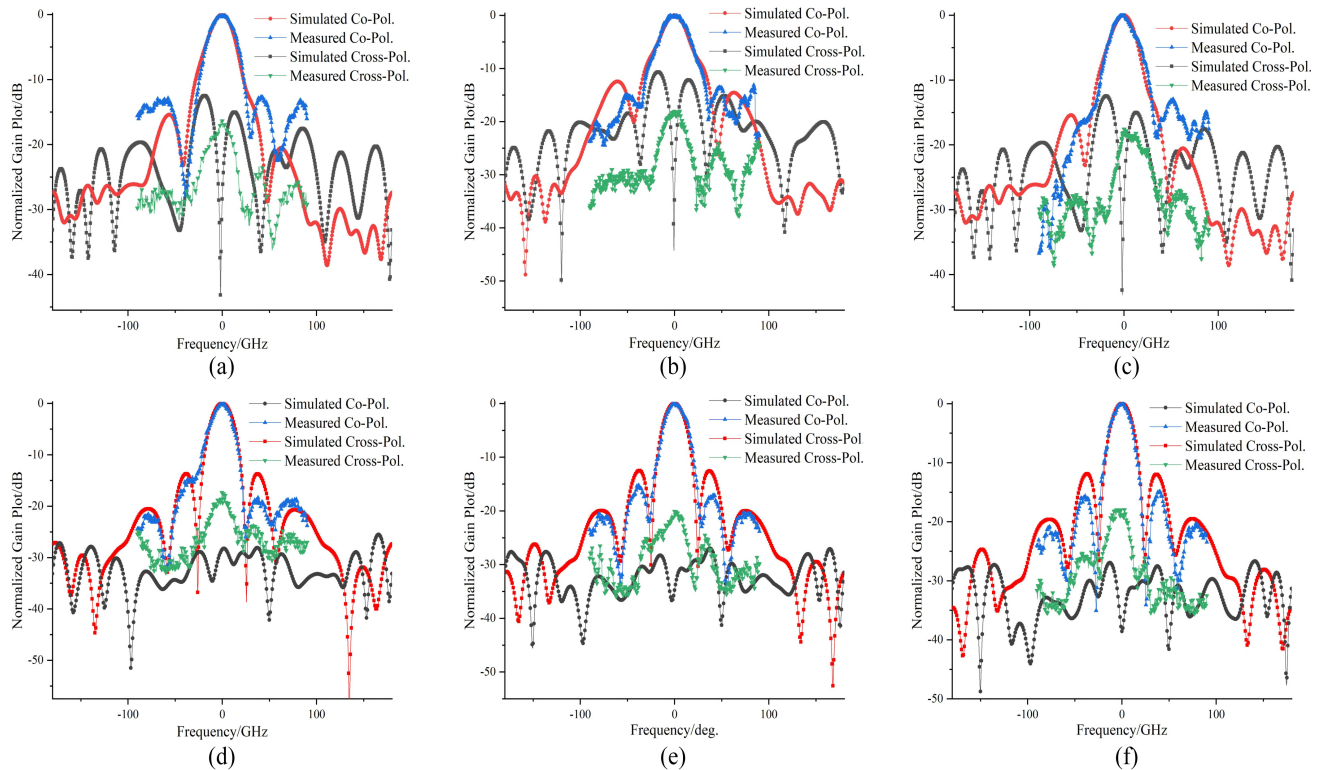 Normalized Gain Plot/dB
0
-10
-20
-30
-40
-100
0
100
Simulated Co-Pol.
Measured Co-Pol.
Simulated Cross-Pol.
Measured Cross-Pol.
Frequency/GHz
(a)
Normalized Gain Plot/dB
0
-10
-20
-30
-40
-50
-100
0
100
Simulated Co-Pol.
Measured Co-Pol.
Simulated Cross-Pol.
Measured Cross-Pol.
Frequency/GHz
(b)
Normalized Gain Plot/dB
0
-10
-20
-30
-40
-100
0
100
Simulated Co-Pol.
Measured Co-Pol.
Simulated Cross-Pol.
Measured Cross-Pol.
Frequency/GHz
(c)
Normalized Gain Plot/dB
0
-10
-20
-30
-40
-50
-100
0
100
Simulated Co-Pol.
Measured Co-Pol.
Simulated Cross-Pol.
Measured Cross-Pol.
Frequency/GHz
(d)
Normalized Gain Plot/dB
0
-10
-20
-30
-40
-50
-100
0
100
Simulated Co-Pol.
Measured Co-Pol.
Simulated Cross-Pol
Measured Cross-Pol.
Frequency/deg.
(e)
Normalized Gain Plot/dB
0
-10
-20
-30
-40
-50
-100
0
100
Simulated Co-Pol.
Measured Co-Pol.
Simulated Cross-Pol.
Measured Cross-Pol.
Frequency/GHz
(f)